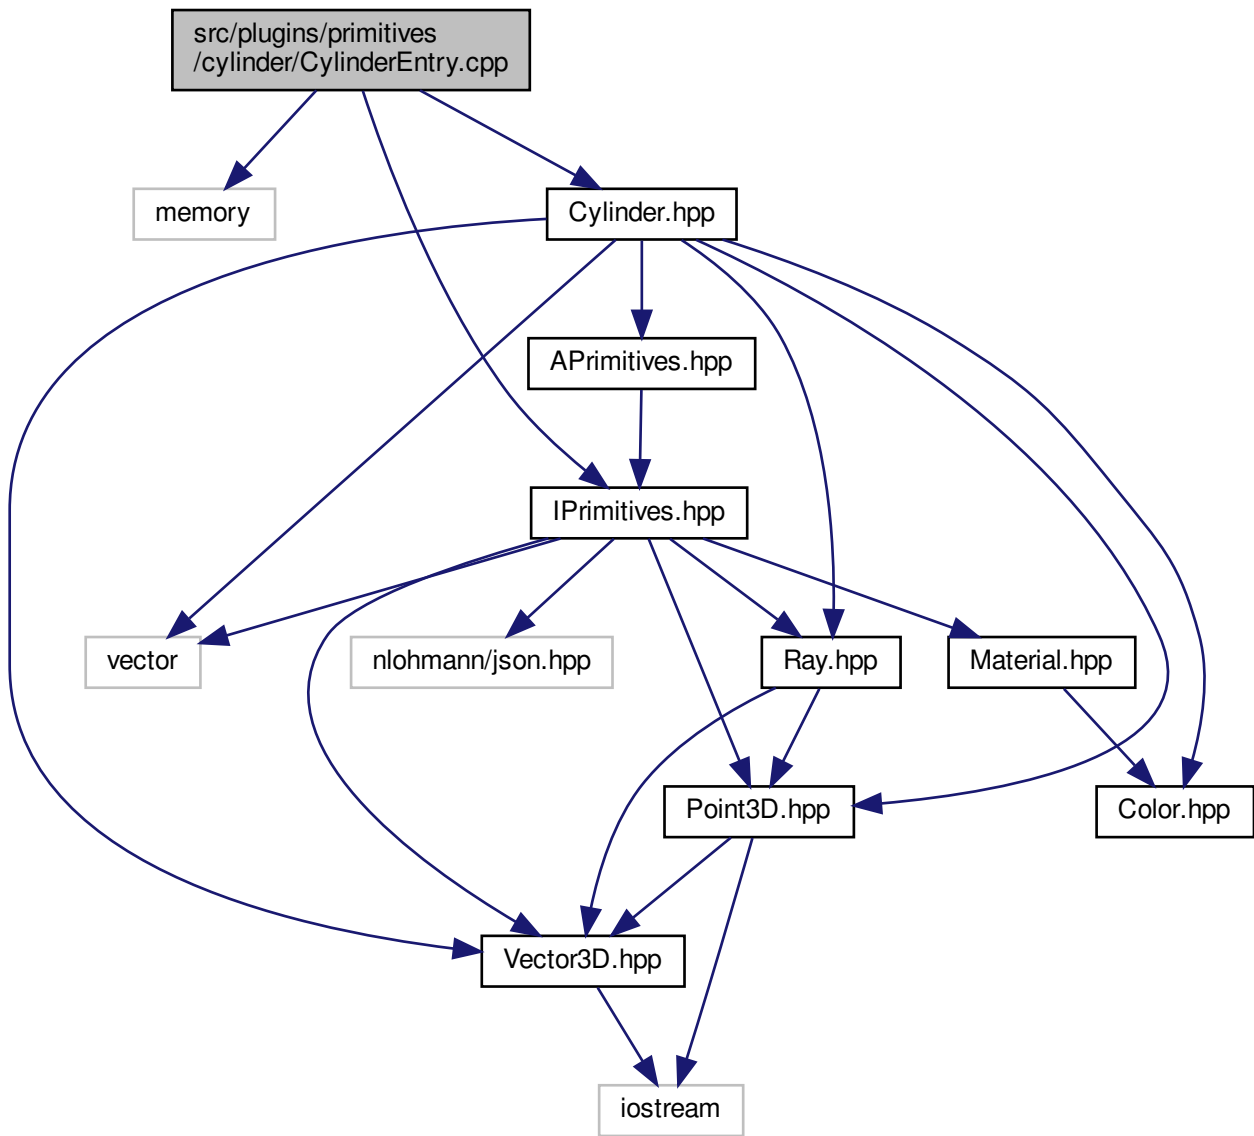 src/plugins/primitives
/cylinder/CylinderEntry.cpp
memory
Cylinder.hpp
APrimitives.hpp
IPrimitives.hpp
vector
nlohmann/json.hpp
Ray.hpp
Material.hpp
Point3D.hpp
Color.hpp
Vector3D.hpp
iostream